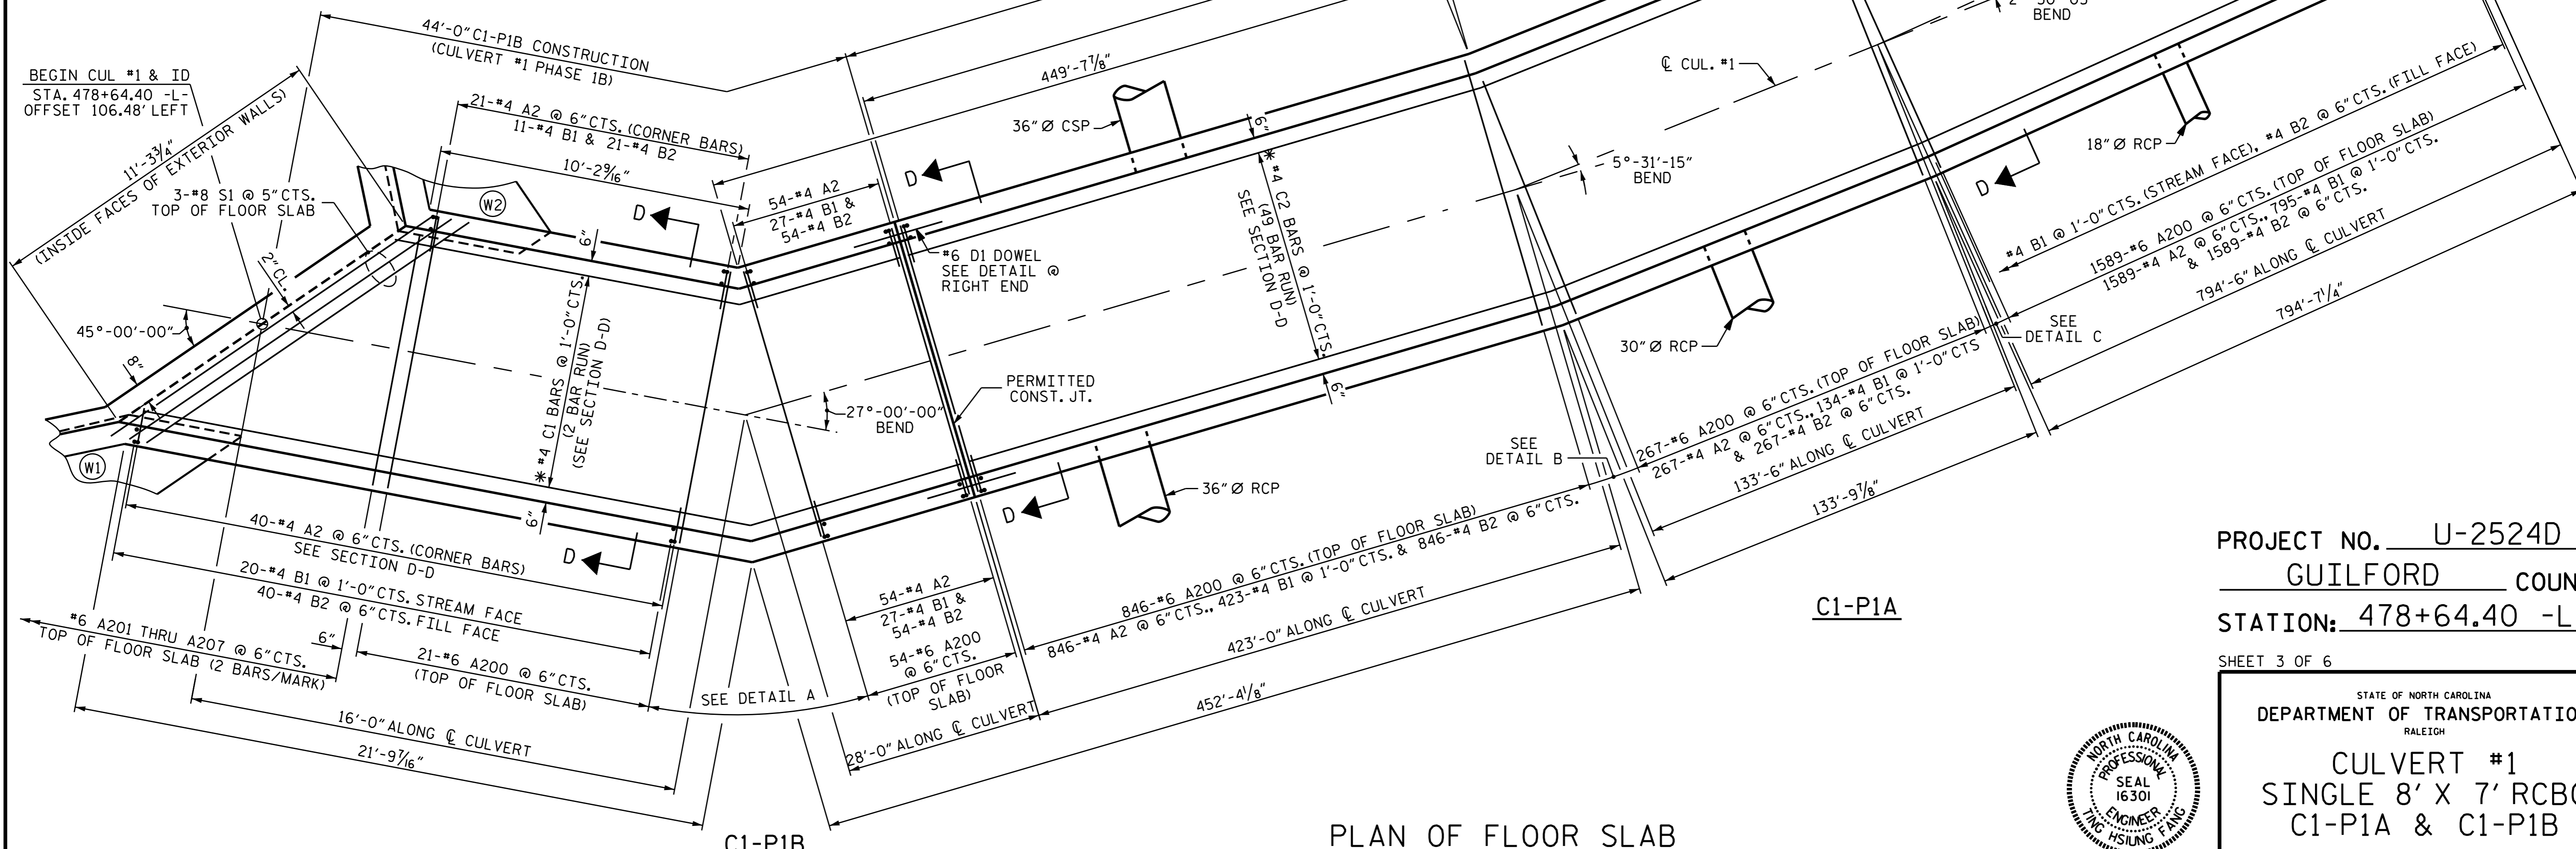 44'-0" C1-P1B CONSTRUCTION
(CULVERT #1 PHASE 1B)
BEGIN CUL #1 & ID
STA. 478+64.40 -L-
OFFSET 106.48' LEFT
11'-3¾"
(INSIDE FACES OF EXTERIOR WALLS)
3-#8 S1 @ 5" CTS.
TOP OF FLOOR SLAB
21-#4 A2 @ 6" CTS. (CORNER BARS)
11-#4 B1 & 21-#4 B2
10'-2 9/16"
W2
D
54-#4 A2
27-#4 B1 &
54-#4 B2
D
449'-7⅞"
36" Ø CSP
6"
℄ CUL. #1
BEND
5°-31'-15"
BEND
18" Ø RCP
D
#4 B1 @ 1'-0" CTS. (STREAM FACE), #4 B2 @ 6" CTS. (FILL FACE)
1589-#6 A200 @ 6" CTS. (TOP OF FLOOR SLAB)
1589-#4 A2 @ 6" CTS., 795-#4 B1 @ 1'-0" CTS.
& 1589-#4 B2 @ 6" CTS.
794'-6" ALONG ℄ CULVERT
794'-7¼"
2" CL.
45°-00'-00"
8"
6"
* #4 C1 BARS @ 1'-0" CTS.
(2 BAR RUN)
(SEE SECTION D-D)
#6 D1 DOWEL
SEE DETAIL @
RIGHT END
* #4 C2 BARS @ 1'-0" CTS.
(49 BAR RUN)
SEE SECTION D-D
30" Ø RCP
SEE
DETAIL C
PERMITTED
CONST. JT.
27°-00'-00"
BEND
6"
W1
6"
36" Ø RCP
D
D
SEE
DETAIL B
267-#6 A200 @ 6" CTS. (TOP OF FLOOR SLAB)
267-#4 A2 @ 6" CTS., 134-#4 B1 @ 1'-0" CTS
& 267-#4 B2 @ 6" CTS.
133'-6" ALONG ℄ CULVERT
133'-9⅞"
40-#4 A2 @ 6" CTS. (CORNER BARS)
SEE SECTION D-D
20-#4 B1 @ 1'-0" CTS. STREAM FACE
40-#4 B2 @ 6" CTS. FILL FACE
#6 A201 THRU A207 @ 6" CTS.
TOP OF FLOOR SLAB (2 BARS/MARK)
6"
21-#6 A200 @ 6" CTS.
(TOP OF FLOOR SLAB)
SEE DETAIL A
16'-0" ALONG ℄ CULVERT
21'-9 7/16"
54-#4 A2
27-#4 B1 &
54-#4 B2
54-#6 A200
@ 6" CTS.
(TOP OF FLOOR
SLAB)
28'-0" ALONG ℄ CULVERT
846-#6 A200 @ 6" CTS. (TOP OF FLOOR SLAB)
846-#4 A2 @ 6" CTS., 423-#4 B1 @ 1'-0" CTS. & 846-#4 B2 @ 6" CTS.
423'-0" ALONG ℄ CULVERT
452'-4⅛"
C1-P1A
C1-P1B
PLAN OF FLOOR SLAB
PROJECT NO. U-2524D
GUILFORD COUN
STATION: 478+64.40 -L
SHEET 3 OF 6
STATE OF NORTH CAROLINA
DEPARTMENT OF TRANSPORTATIO
RALEIGH
CULVERT #1
SINGLE 8' X 7' RCBC
C1-P1A & C1-P1B
NORTH CAROLINA
PROFESSIONAL
SEAL
16301
ENGINEER
TING HSIUNG FANG